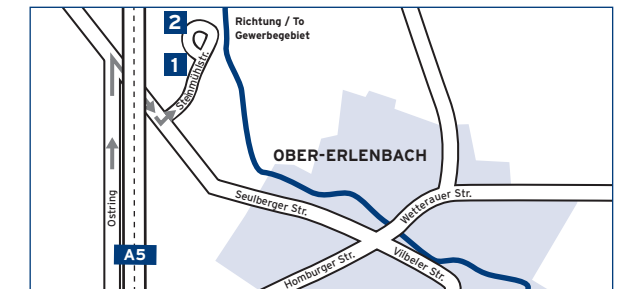 2
Richtung / To
Gewerbegebiet
1
Steinmühlstr.
OBER-ERLENBACH
Ostring
Seulberger Str.
Wetterauer Str.
A5
Homburger Str.
Vilbeler Str.